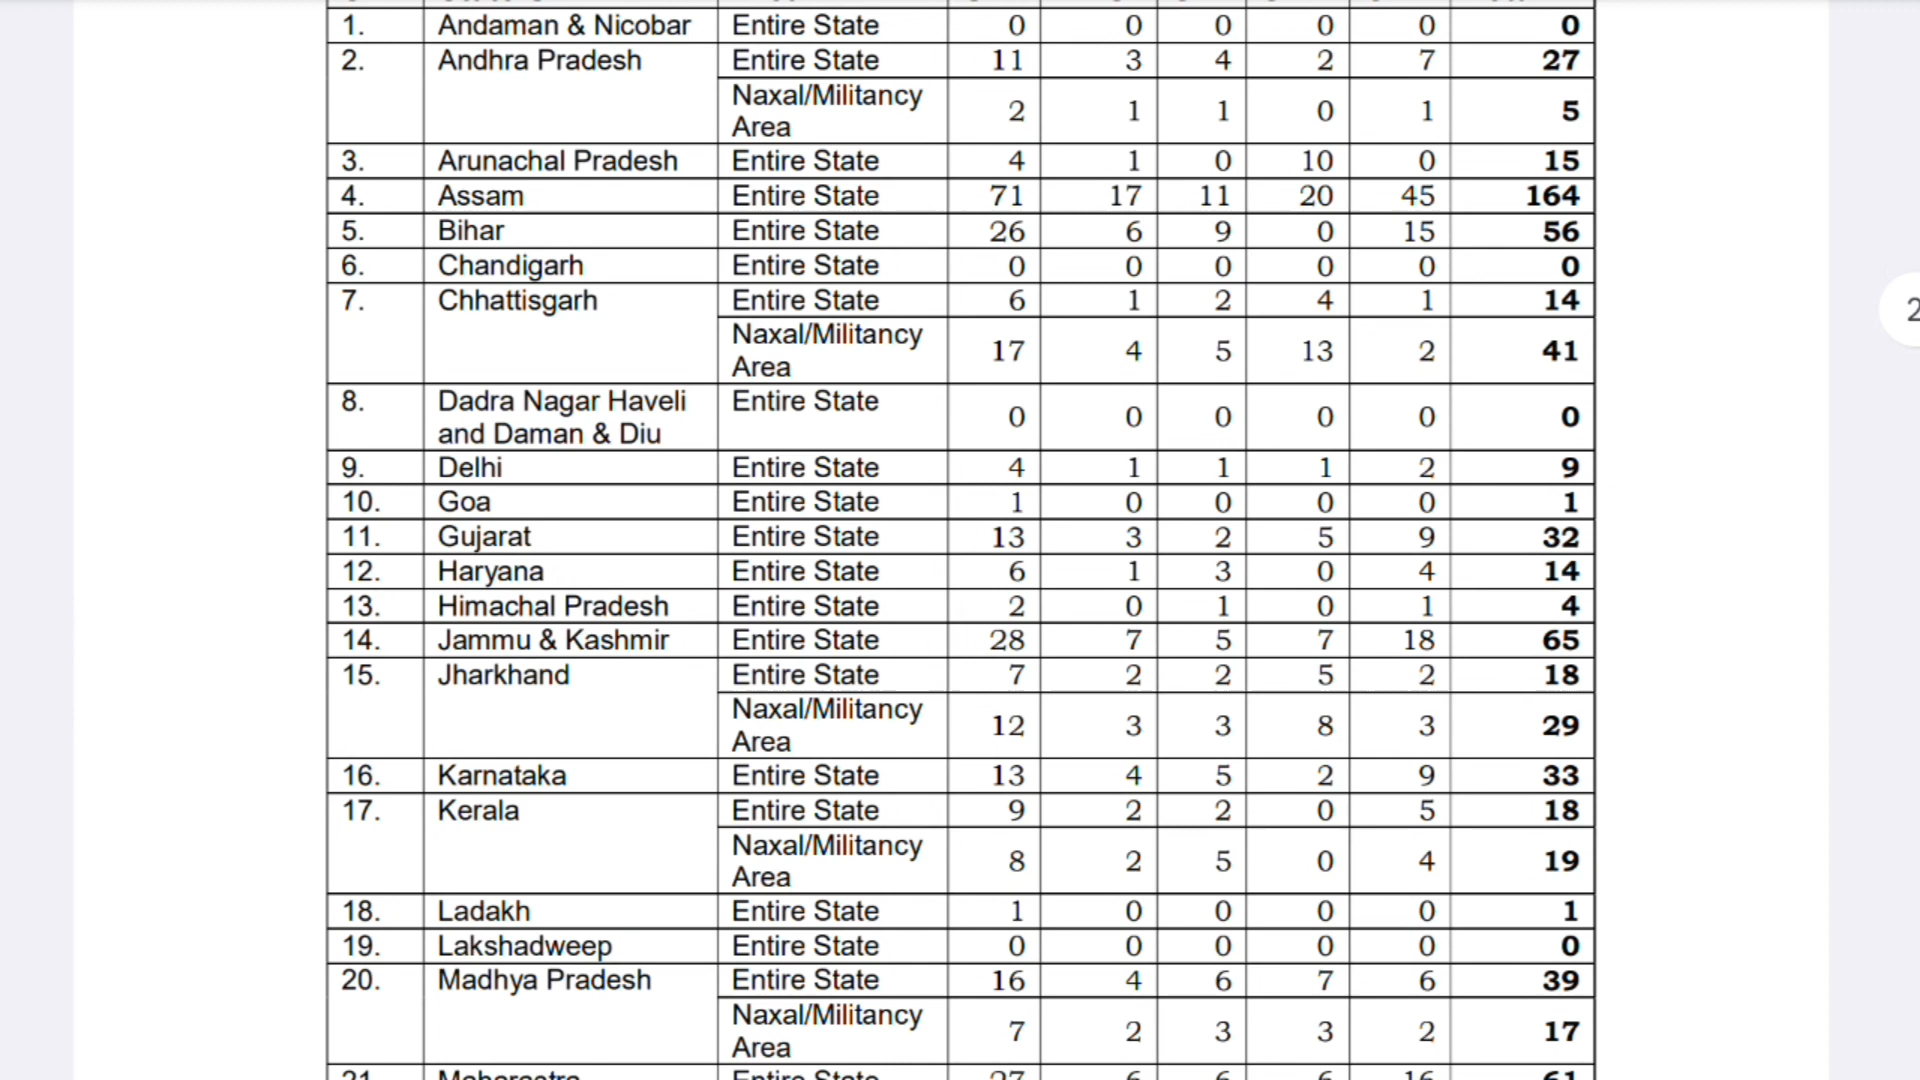 1. Andaman & Nicobar Entire State 0 0 0 0 0 0
2. Andhra Pradesh Entire State 11 3 4 2 7 27
Naxal/Militancy
Area 2 1 1 0 1 5
3. Arunachal Pradesh Entire State 4 1 0 10 0 15
4. Assam Entire State 71 17 11 20 45 164
5. Bihar Entire State 26 6 9 0 15 56
6. Chandigarh Entire State 0 0 0 0 0 0
7. Chhattisgarh Entire State 6 1 2 4 1 14
Naxal/Militancy
Area 17 4 5 13 2 41
8. Dadra Nagar Haveli Entire State
and Daman & Diu 0 0 0 0 0 0
9. Delhi Entire State 4 1 1 1 2 9
10. Goa Entire State 1 0 0 0 0 1
11. Gujarat Entire State 13 3 2 5 9 32
12. Haryana Entire State 6 1 3 0 4 14
13. Himachal Pradesh Entire State 2 0 1 0 1 4
14. Jammu & Kashmir Entire State 28 7 5 7 18 65
15. Jharkhand Entire State 7 2 2 5 2 18
Naxal/Militancy
Area 12 3 3 8 3 29
16. Karnataka Entire State 13 4 5 2 9 33
17. Kerala Entire State 9 2 2 0 5 18
Naxal/Militancy
Area 8 2 5 0 4 19
18. Ladakh Entire State 1 0 0 0 0 1
19. Lakshadweep Entire State 0 0 0 0 0 0
20. Madhya Pradesh Entire State 16 4 6 7 6 39
Naxal/Militancy
Area 7 2 3 3 2 17
2